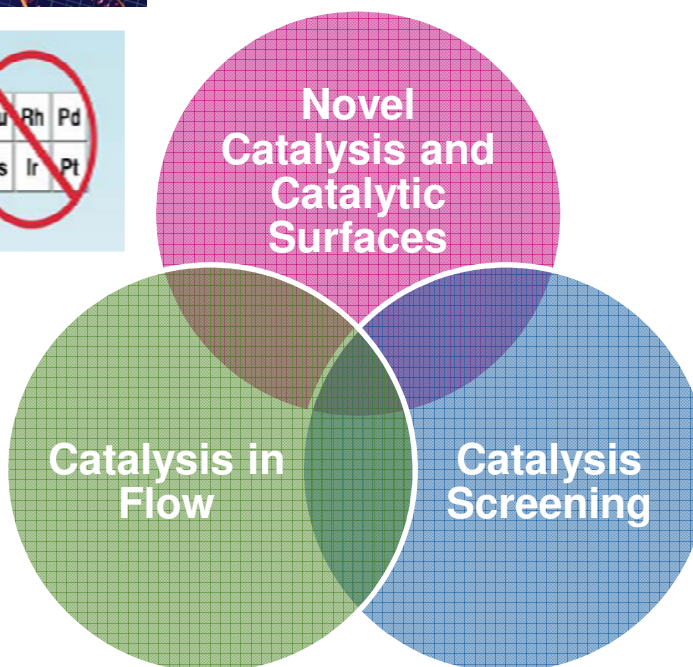 Rh Pd
Ir Pt
Novel
Catalysis and
Catalytic
Surfaces
Catalysis in
Flow
Catalysis
Screening